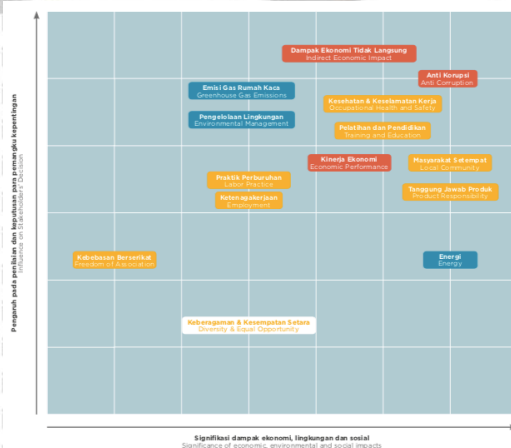 Dampak Ekonomi Tidak Langsung
Indirect Economic Impact
Anti Korupsi
Anti Corruption
Emisi Gas Rumah Kaca
Greenhouse Gas Emissions
Kesehatan & Keselamatan Kerja
Occupational Health and Safety
Pengelolaan Lingkungan
Environmental Management
Pelatihan dan Pendidikan
Training and Education
Kinerja Ekonomi
Economic Performance
Masyarakat Setempat
Local Community
Praktik Perburuhan
Labor Practice
Tanggung Jawab Produk
Product Responsibility
Ketenagakerjaan
Employment
Kebebasan Berserikat
Freedom of Association
Energi
Energy
Keberagaman & Kesempatan Setara
Diversity & Equal Opportunity
Pengaruh pada penilaian dan keputusan para pemangku kepentingan
Influence on Stakeholders' Decision
Signifikasi dampak ekonomi, lingkungan dan sosial
Significance of economic, environmental and social impacts